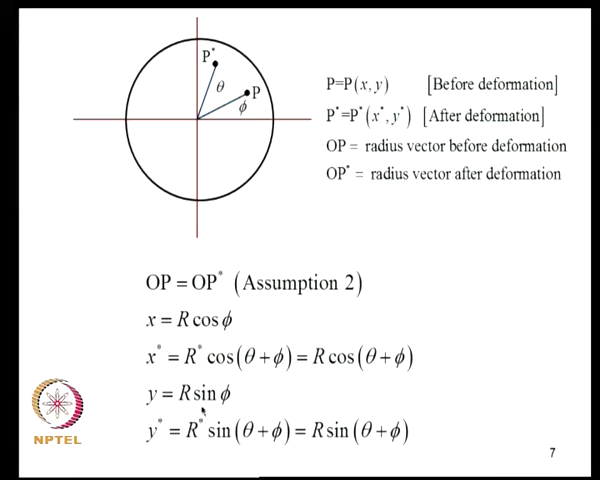 P*
θ
P
ϕ
P=P(x, y) [Before deformation]
P*=P*(x*, y*) [After deformation]
OP = radius vector before deformation
OP* = radius vector after deformation
OP = OP* (Assumption 2)
x = R cos ϕ
x* = R* cos(θ + ϕ) = R cos(θ + ϕ)
y = R sin ϕ
y* = R* sin(θ + ϕ) = R sin(θ + ϕ)
NPTEL
7